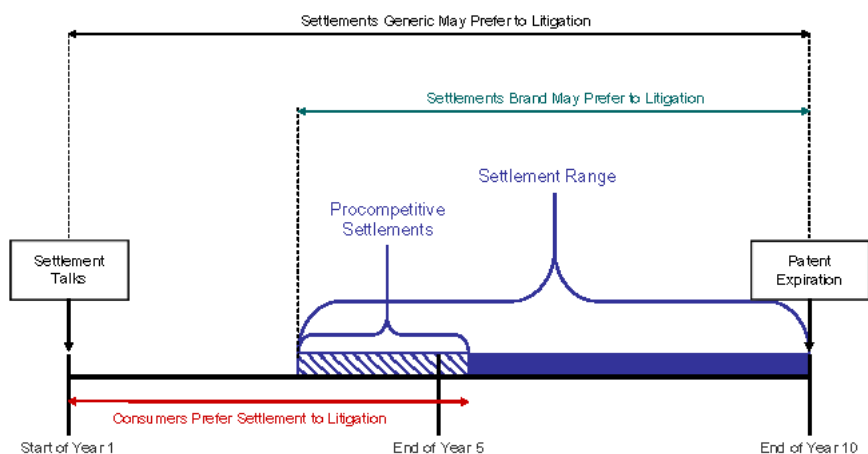 Settlements Generic May Prefer to Litigation
Settlements Brand May Prefer to Litigation
Settlement Range
Procompetitive
Settlements
Settlement
Talks
Patent
Expiration
Consumers Prefer Settlement to Litigation
Start of Year 1
End of Year 5
End of Year 10